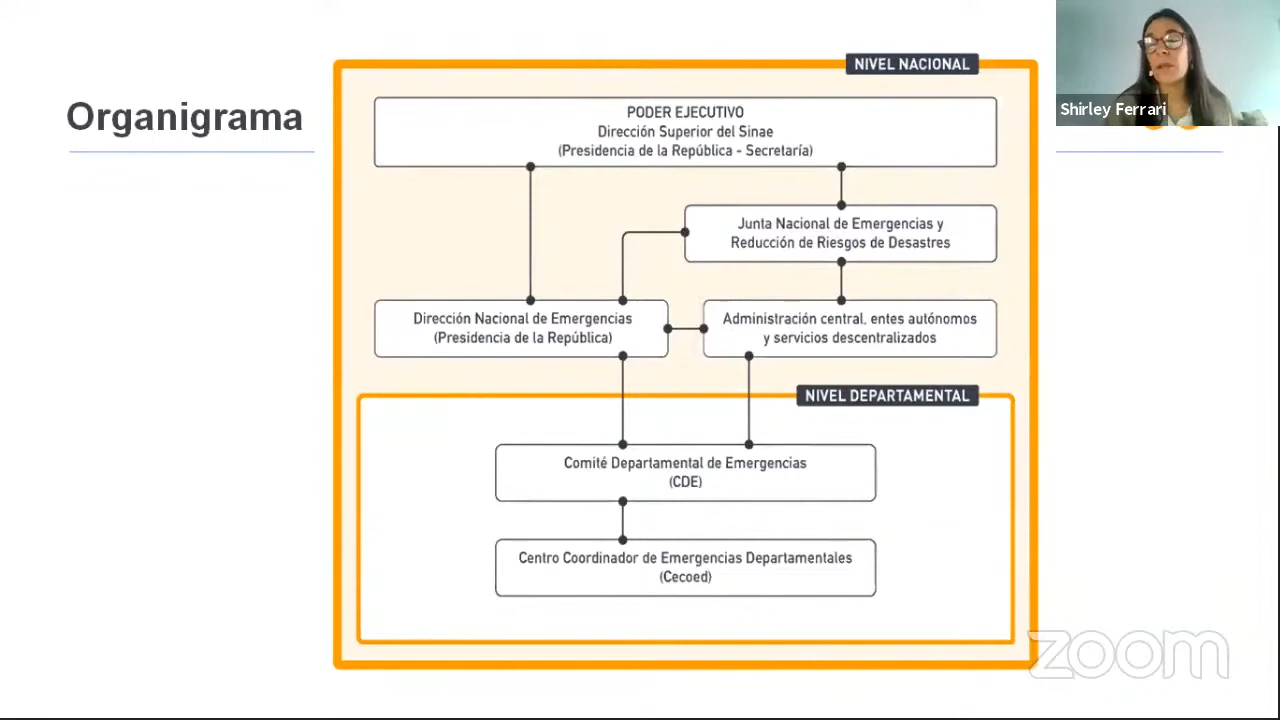 Organigrama
NIVEL NACIONAL
PODER EJECUTIVO
Dirección Superior del Sinae
(Presidencia de la República - Secretaría)
Junta Nacional de Emergencias y
Reducción de Riesgos de Desastres
Dirección Nacional de Emergencias
(Presidencia de la República)
Administración central, entes autónomos
y servicios descentralizados
NIVEL DEPARTAMENTAL
Comité Departamental de Emergencias
(CDE)
Centro Coordinador de Emergencias Departamentales
(Cecoed)
Shirley Ferrari
zoom